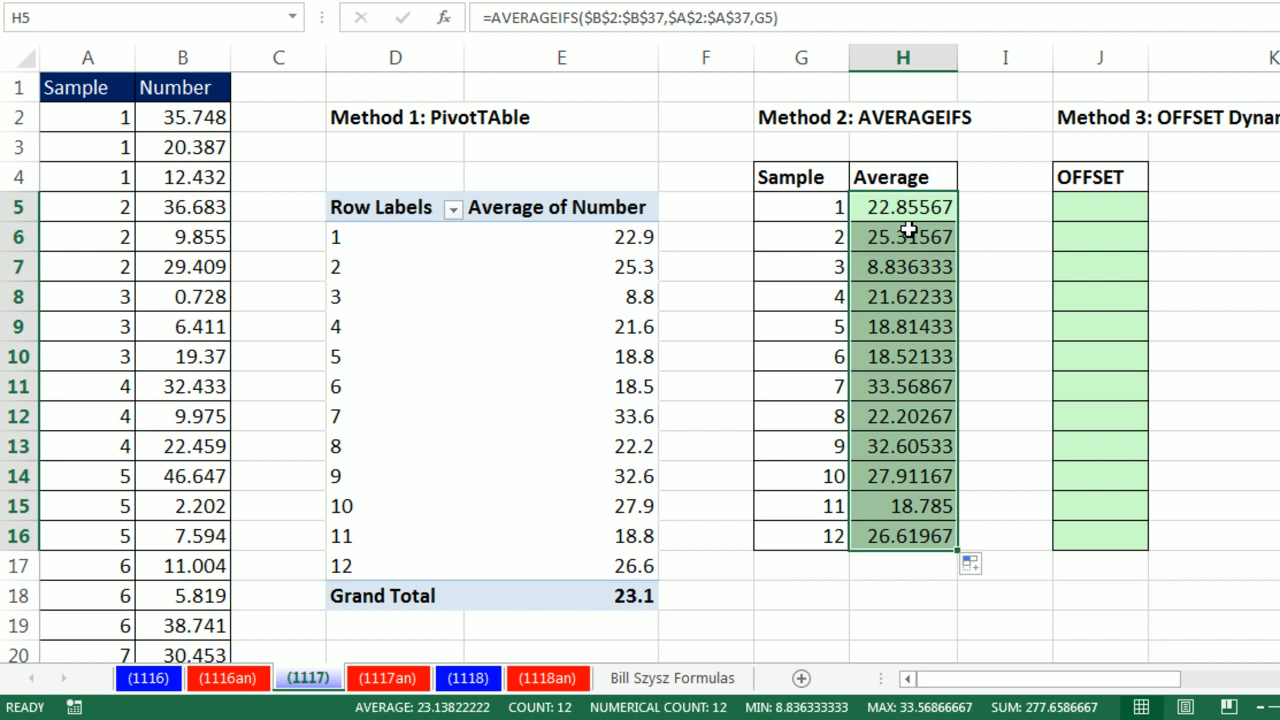 H5 =AVERAGEIFS($B$2:$B$37,$A$2:$A$37,G5)
A B C D E F G H I J K
1 Sample Number
2 1 35.748 Method 1: PivotTAble Method 2: AVERAGEIFS Method 3: OFFSET Dynar
3 1 20.387
4 1 12.432 Sample Average OFFSET
5 2 36.683 Row Labels Average of Number 1 22.85567
6 2 9.855 1 22.9 2 25.31567
7 2 29.409 2 25.3 3 8.836333
8 3 0.728 3 8.8 4 21.62233
9 3 6.411 4 21.6 5 18.81433
10 3 19.37 5 18.8 6 18.52133
11 4 32.433 6 18.5 7 33.56867
12 4 9.975 7 33.6 8 22.20267
13 4 22.459 8 22.2 9 32.60533
14 5 46.647 9 32.6 10 27.91167
15 5 2.202 10 27.9 11 18.785
16 5 7.594 11 18.8 12 26.61967
17 6 11.004 12 26.6
18 6 5.819 Grand Total 23.1
19 6 38.741
20 7 30.453
(1116) (1116an) (1117) (1117an) (1118) (1118an) Bill Szysz Formulas
READY AVERAGE: 23.13822222 COUNT: 12 NUMERICAL COUNT: 12 MIN: 8.836333333 MAX: 33.56866667 SUM: 277.6586667